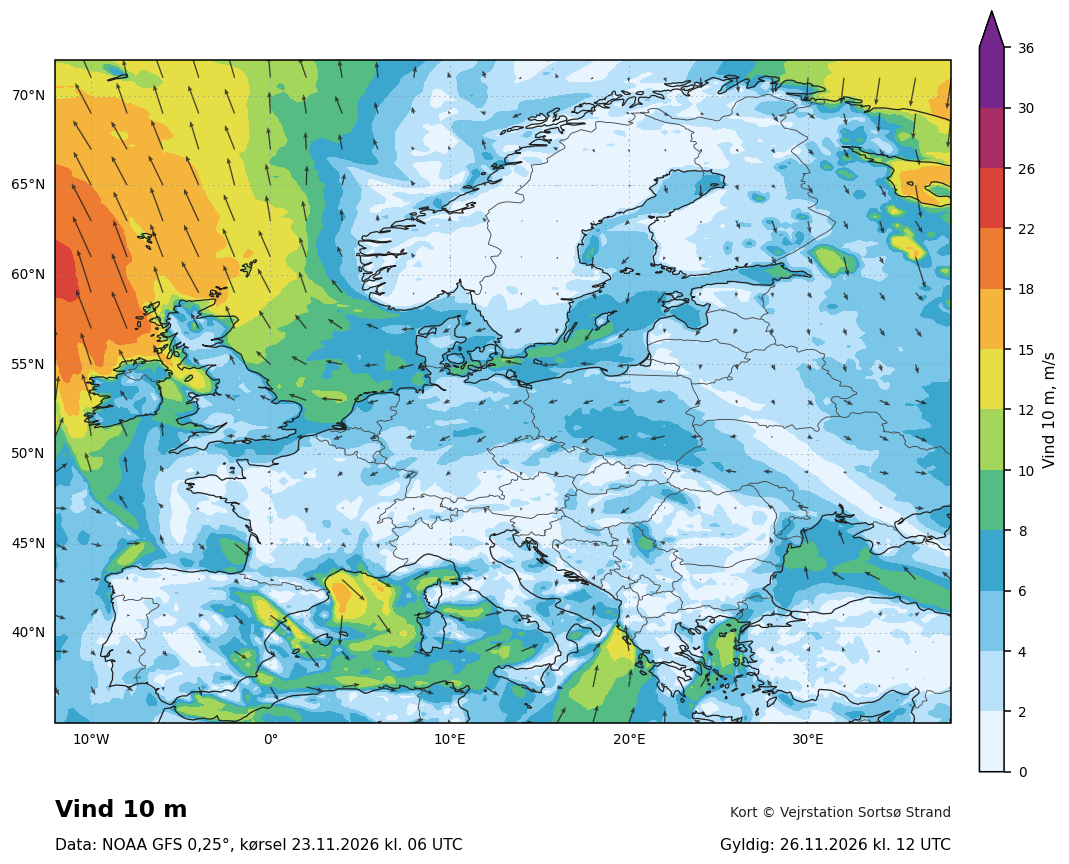 70°N
65°N
60°N
55°N
50°N
45°N
40°N
10°W
0°
10°E
20°E
30°E
36
30
26
22
18
15
12
10
8
6
4
2
0
Vind 10 m, m/s
Vind 10 m
Kort © Vejrstation Sortsø Strand
Data: NOAA GFS 0,25°, kørsel 23.11.2026 kl. 06 UTC
Gyldig: 26.11.2026 kl. 12 UTC